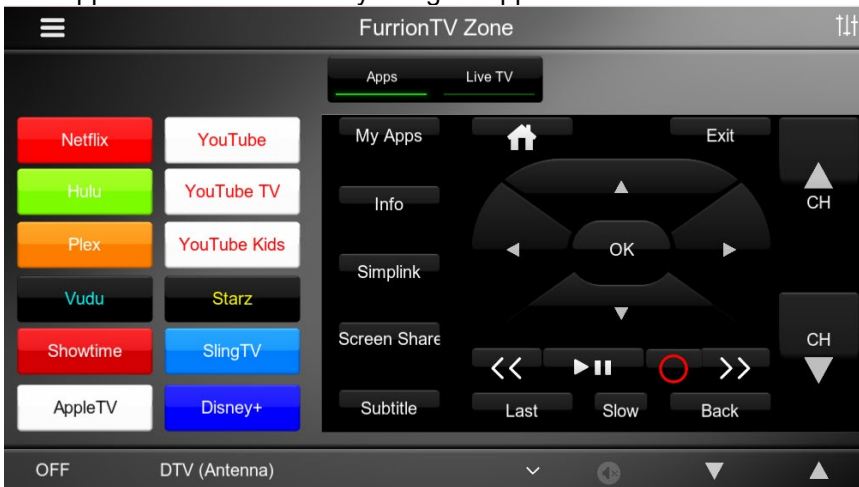 FurrionTV Zone
Apps Live TV
Netflix YouTube
Hulu YouTube TV
Plex YouTube Kids
Vudu Starz
Showtime SlingTV
AppleTV Disney+
My Apps Exit
Info
Simplink
Screen Share
Subtitle
OK
CH
CH
Last Slow Back
OFF DTV (Antenna)